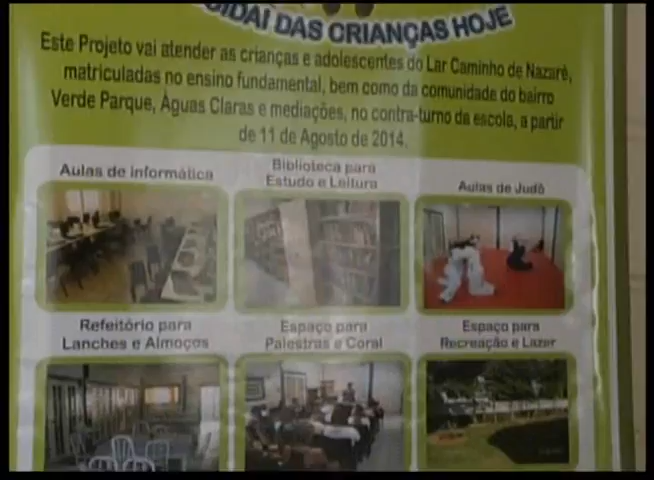 UIDAI DAS CRIANÇAS HOJE
Este Projeto vai atender as crianças e adolescentes do Lar Caminho de Nazaré,
matriculadas no ensino fundamental, bem como da comunidade do bairro
Verde Parque, Águas Claras e mediações, no contra-turno da escola, a partir
de 11 de Agosto de 2014.
Aulas de informática
Biblioteca para
Estudo e Leitura
Aulas de Judô
Refeitório para
Lanches e Almoços
Espaço para
Palestras e Coral
Espaço para
Recreação e Lazer